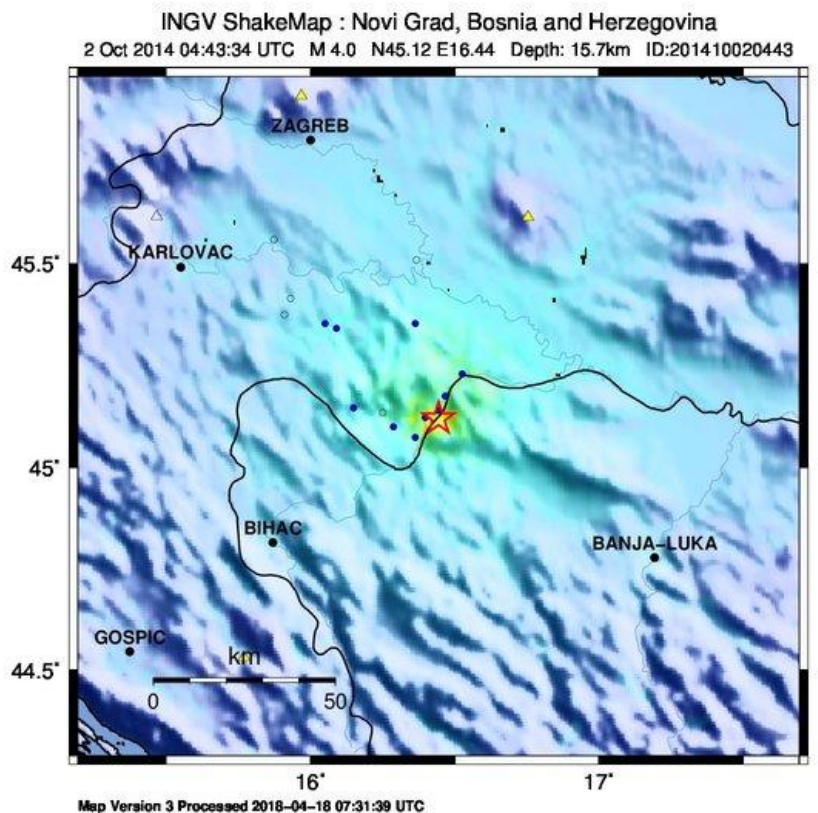 INGV ShakeMap : Novi Grad, Bosnia and Herzegovina
2 Oct 2014 04:43:34 UTC M 4.0 N45.12 E16.44 Depth: 15.7km ID:201410020443
ZAGREB
KARLOVAC
45.5°
45°
BIHAC
BANJA-LUKA
GOSPIC
km
44.5°
0 50
16° 17°
Map Version 3 Processed 2018-04-18 07:31:39 UTC